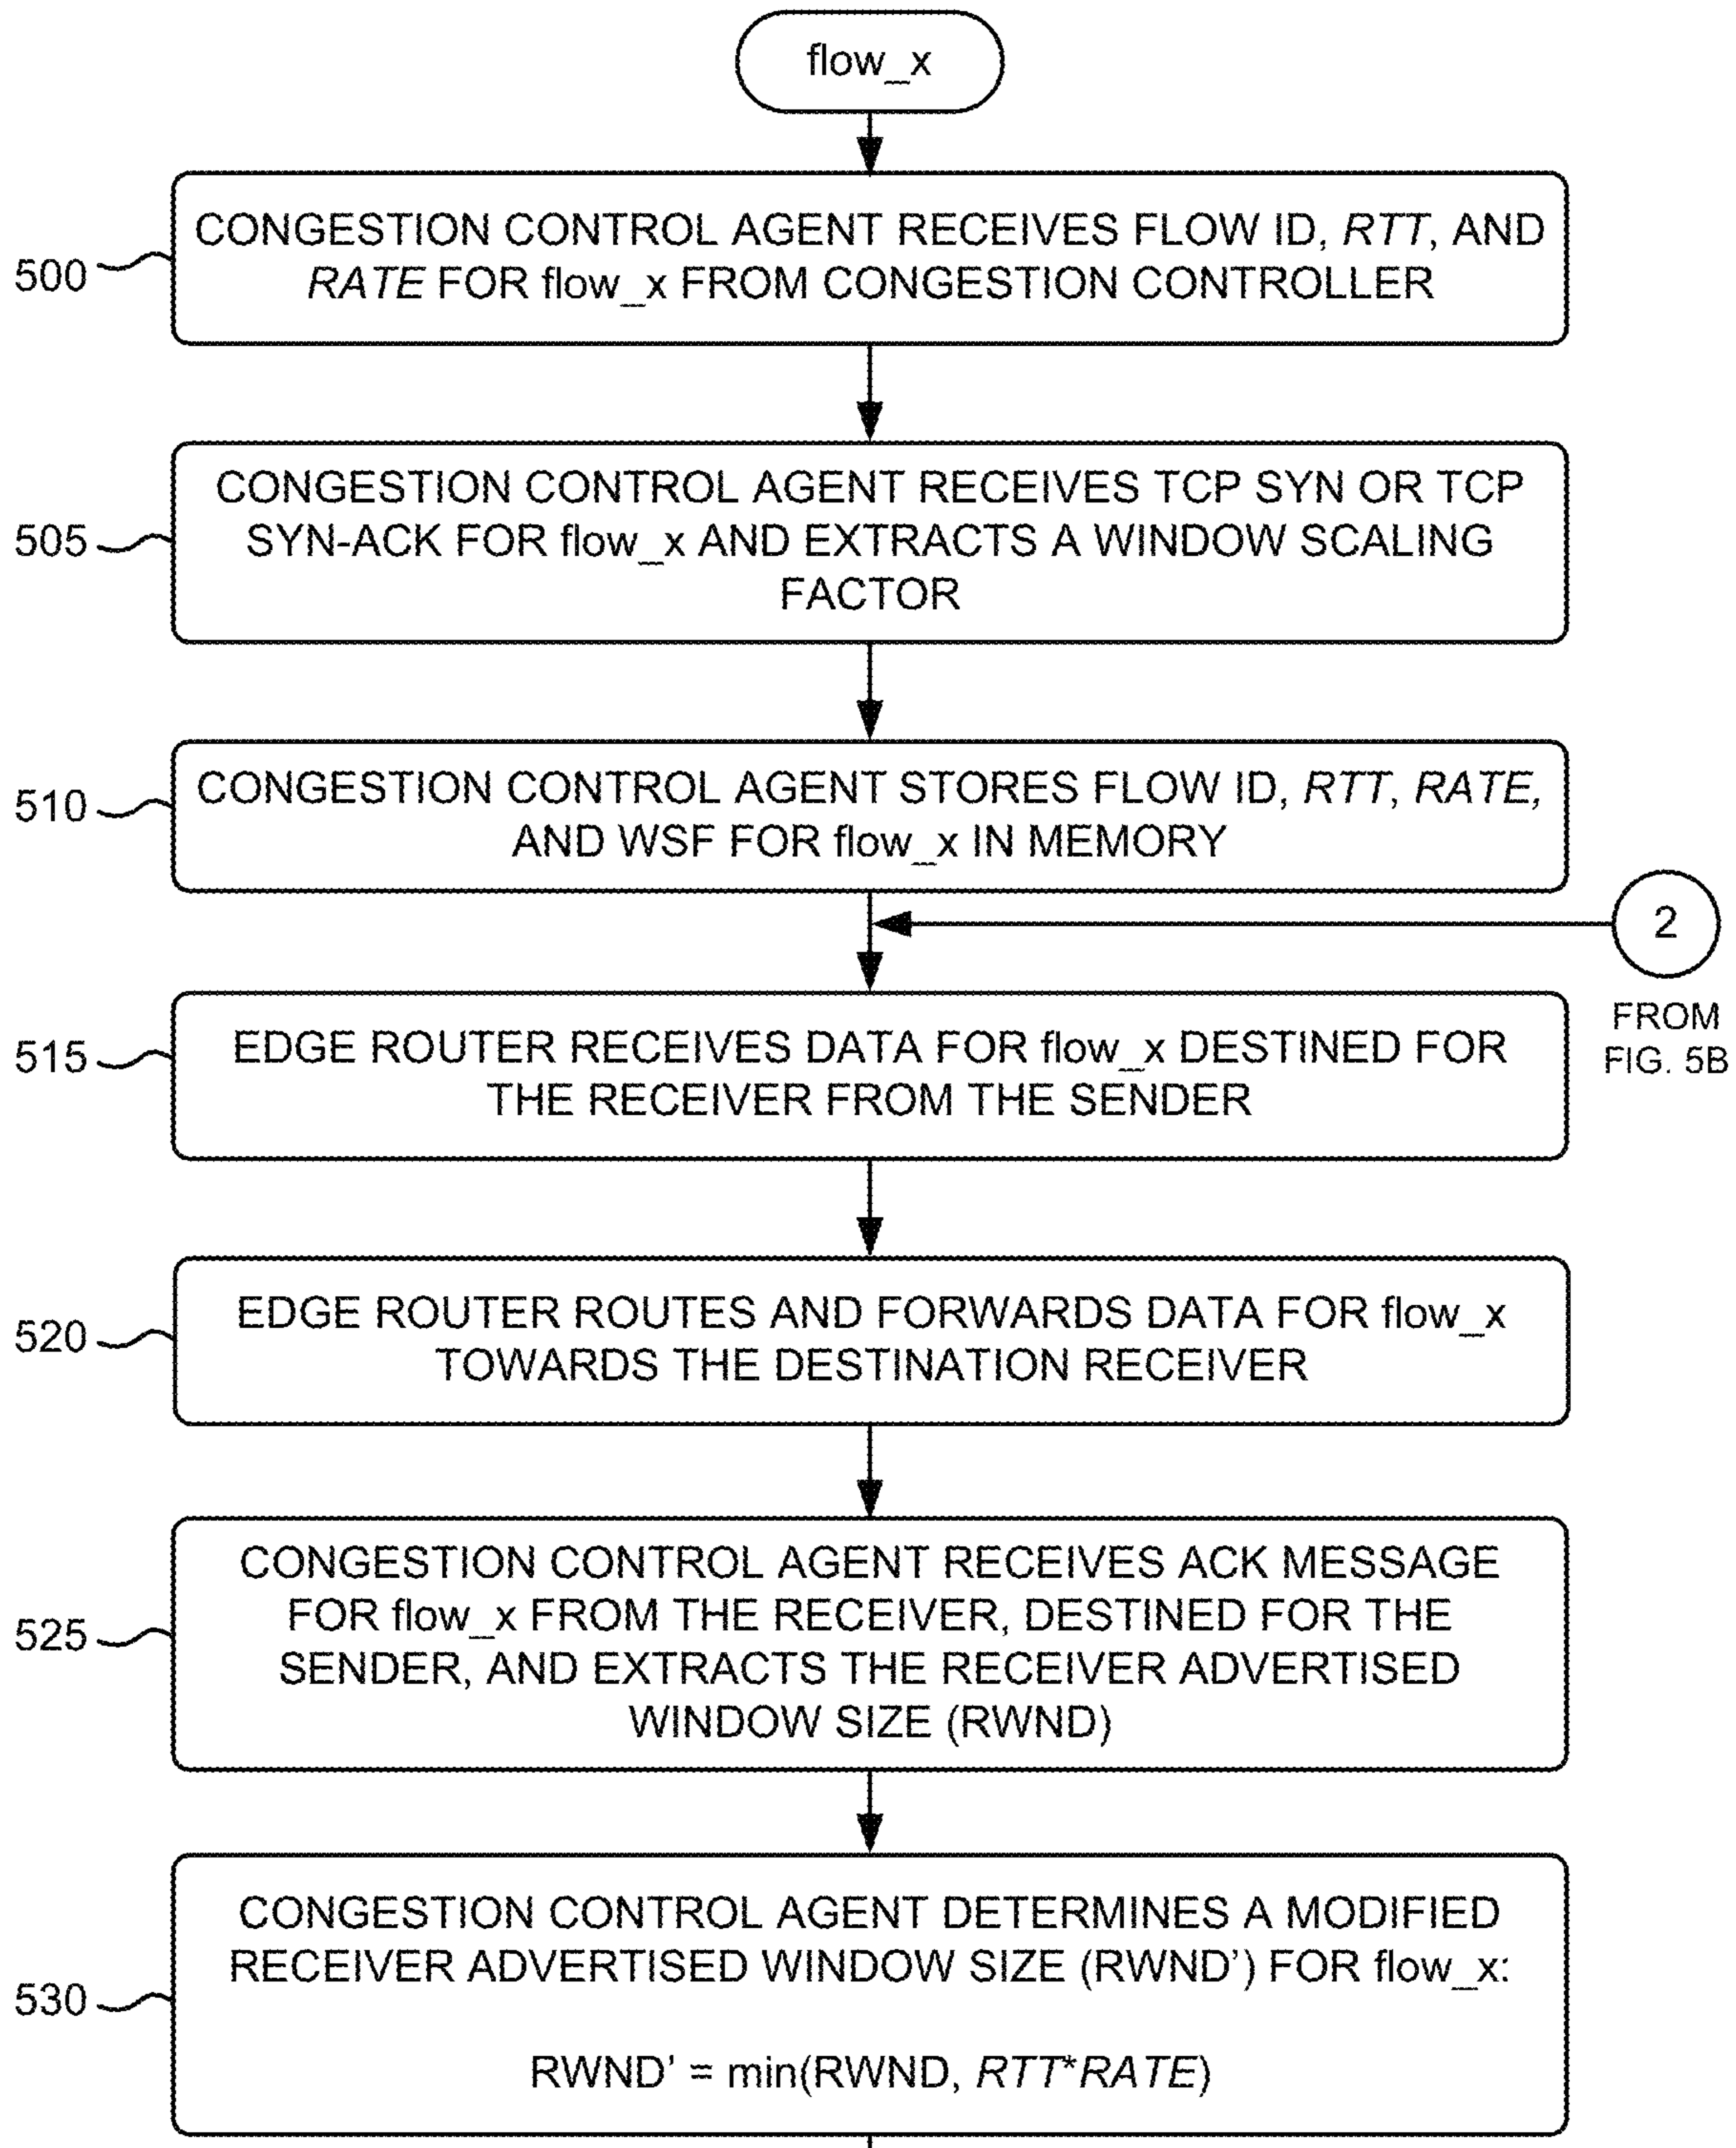 flow_x
500
CONGESTION CONTROL AGENT RECEIVES FLOW ID, RTT, AND
RATE FOR flow_x FROM CONGESTION CONTROLLER
505
CONGESTION CONTROL AGENT RECEIVES TCP SYN OR TCP
SYN-ACK FOR flow_x AND EXTRACTS A WINDOW SCALING
FACTOR
510
CONGESTION CONTROL AGENT STORES FLOW ID, RTT, RATE,
AND WSF FOR flow_x IN MEMORY
2
FROM
FIG. 5B
515
EDGE ROUTER RECEIVES DATA FOR flow_x DESTINED FOR
THE RECEIVER FROM THE SENDER
520
EDGE ROUTER ROUTES AND FORWARDS DATA FOR flow_x
TOWARDS THE DESTINATION RECEIVER
525
CONGESTION CONTROL AGENT RECEIVES ACK MESSAGE
FOR flow_x FROM THE RECEIVER, DESTINED FOR THE
SENDER, AND EXTRACTS THE RECEIVER ADVERTISED
WINDOW SIZE (RWND)
530
CONGESTION CONTROL AGENT DETERMINES A MODIFIED
RECEIVER ADVERTISED WINDOW SIZE (RWND’) FOR flow_x:
RWND’ = min(RWND, RTT*RATE)